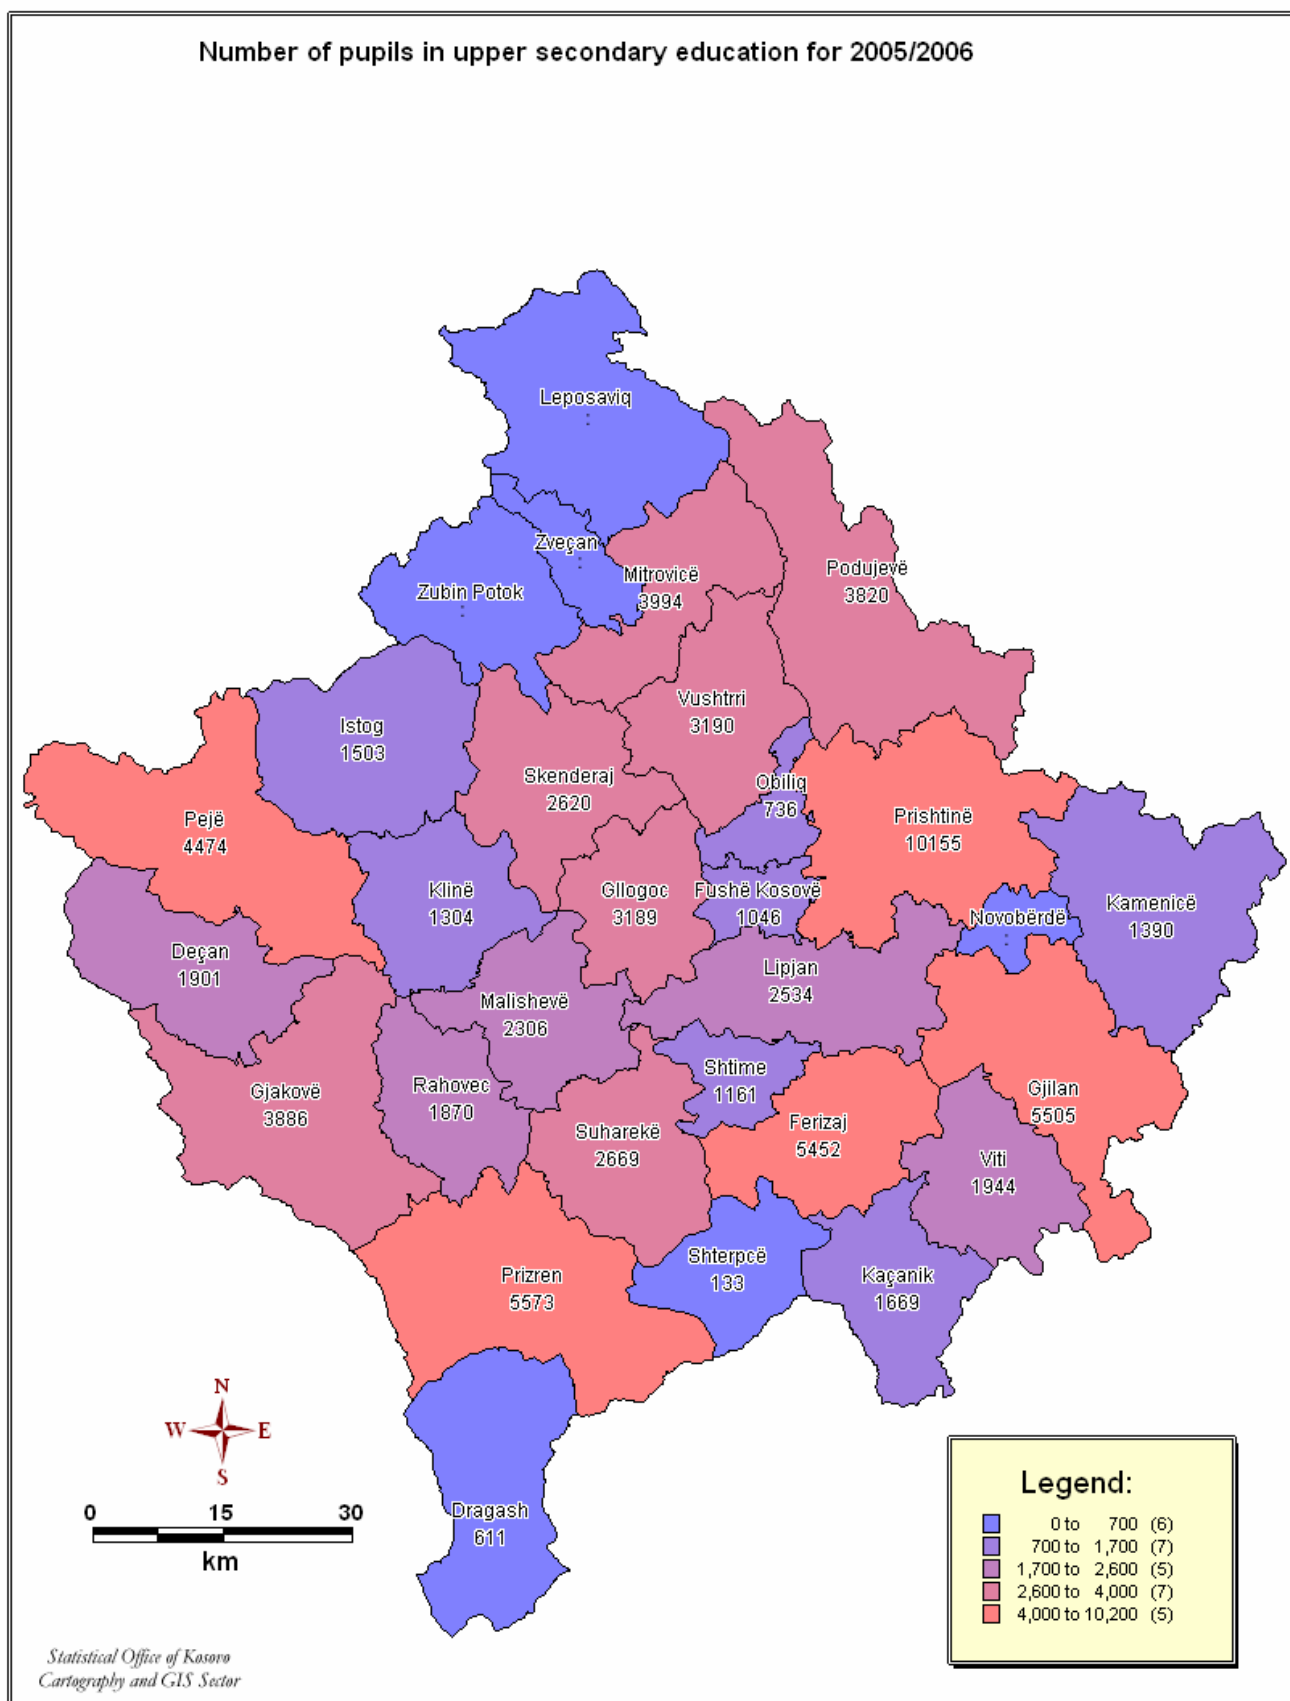 Number of pupils in upper secondary education for 2005/2006
Leposaviq
:
Zveçan
:
Zubin Potok
:
Mitrovicë
3994
Podujevë
3820
Istog
1503
Vushtrri
3190
Skenderaj
2620
Obiliq
736
Pejë
4474
Prishtinë
10155
Klinë
1304
Gllogoc
3189
Fushë Kosovë
1046
Novobërdë
:
Kamenicë
1390
Deçan
1901
Lipjan
2534
Malishevë
2306
Shtime
1161
Gjakovë
3886
Rahovec
1870
Gjilan
5505
Ferizaj
5452
Suharekë
2669
Viti
1944
Shterpcë
133
Prizren
5573
Kaçanik
1669
Dragash
611
N
W E
S
0 15 30
km
Legend:
0 to 700 (6)
700 to 1,700 (7)
1,700 to 2,600 (5)
2,600 to 4,000 (7)
4,000 to 10,200 (5)
Statistical Office of Kosovo
Cartography and GIS Sector